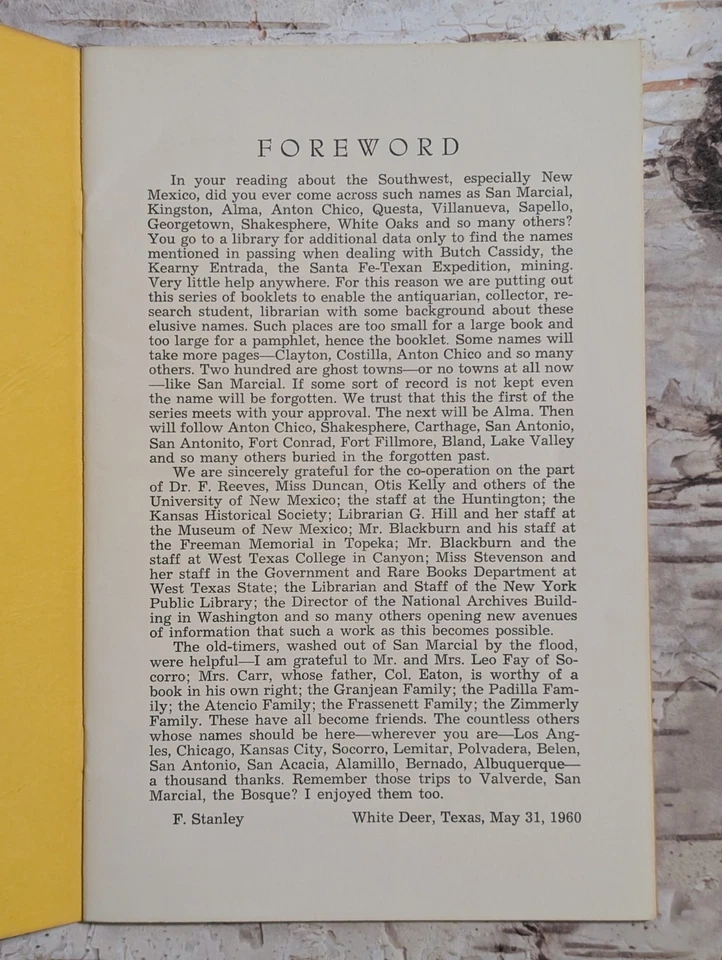 FOREWORD
In your reading about the Southwest, especially New
Mexico, did you ever come across such names as San Marcial,
Kingston, Alma, Anton Chico, Questa, Villanueva, Sapello,
Georgetown, Shakesphere, White Oaks and so many others?
You go to a library for additional data only to find the names
mentioned in passing when dealing with Butch Cassidy, the
Kearny Entrada, the Santa Fe-Texan Expedition, mining.
Very little help anywhere. For this reason we are putting out
this series of booklets to enable the antiquarian, collector, re-
search student, librarian with some background about these
elusive names. Such places are too small for a large book and
too large for a pamphlet, hence the booklet. Some names will
take more pages—Clayton, Costilla, Anton Chico and so many
others. Two hundred are ghost towns—or no towns at all now
—like San Marcial. If some sort of record is not kept even
the name will be forgotten. We trust that this the first of the
series meets with your approval. The next will be Alma. Then
will follow Anton Chico, Shakesphere, Carthage, San Antonio,
San Antonito, Fort Conrad, Fort Fillmore, Bland, Lake Valley
and so many others buried in the forgotten past.
We are sincerely grateful for the co-operation on the part
of Dr. F. Reeves, Miss Duncan, Otis Kelly and others of the
University of New Mexico; the staff at the Huntington; the
Kansas Historical Society; Librarian G. Hill and her staff at
the Museum of New Mexico; Mr. Blackburn and his staff at
the Freeman Memorial in Topeka; Mr. Blackburn and the
staff at West Texas College in Canyon; Miss Stevenson and
her staff in the Government and Rare Books Department at
West Texas State; the Librarian and Staff of the New York
Public Library; the Director of the National Archives Build-
ing in Washington and so many others opening new avenues
of information that such a work as this becomes possible.
The old-timers, washed out of San Marcial by the flood,
were helpful—I am grateful to Mr. and Mrs. Leo Fay of So-
corro; Mrs. Carr, whose father, Col. Eaton, is worthy of a
book in his own right; the Granjean Family; the Padilla Fam-
ily; the Atencio Family; the Frassenett Family; the Zimmerly
Family. These have all become friends. The countless others
whose names should be here—wherever you are—Los Ang-
les, Chicago, Kansas City, Socorro, Lemitar, Polvadera, Belen,
San Antonio, San Acacia, Alamillo, Bernado, Albuquerque—
a thousand thanks. Remember those trips to Valverde, San
Marcial, the Bosque? I enjoyed them too.
F. Stanley White Deer, Texas, May 31, 1960